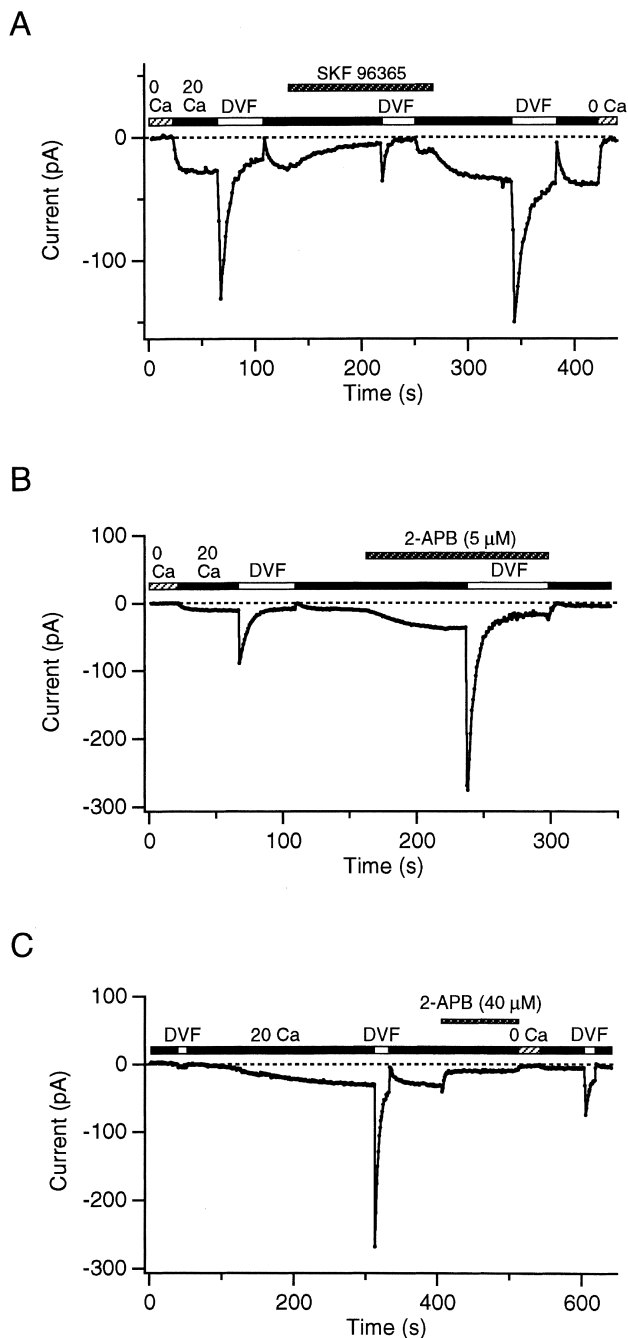 A
SKF 96365
0 20
Ca Ca DVF DVF DVF 0 Ca
0
-100
Current (pA)
0 100 200 300 400
Time (s)
B
100
2-APB (5 μM)
0 20
Ca Ca DVF DVF
0
-100
-200
-300
Current (pA)
0 100 200 300
Time (s)
C
100
2-APB (40 μM)
DVF 20 Ca DVF 0 Ca DVF
0
-100
-200
-300
Current (pA)
0 200 400 600
Time (s)